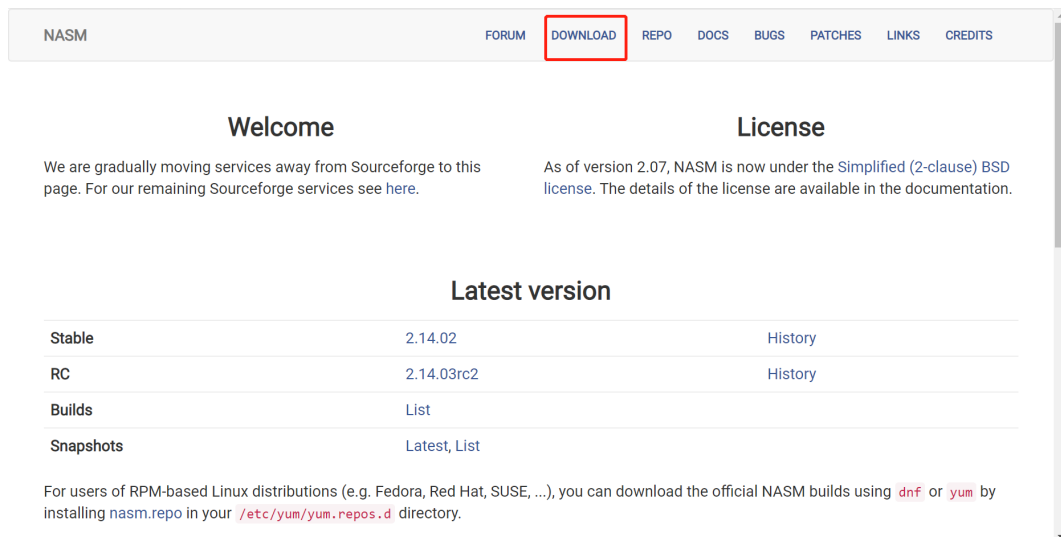 NASM FORUM DOWNLOAD REPO DOCS BUGS PATCHES LINKS CREDITS
Welcome
We are gradually moving services away from Sourceforge to this
page. For our remaining Sourceforge services see here.
License
As of version 2.07, NASM is now under the Simplified (2-clause) BSD
license. The details of the license are available in the documentation.
Latest version
Stable 2.14.02 History
RC 2.14.03rc2 History
Builds List
Snapshots Latest, List
For users of RPM-based Linux distributions (e.g. Fedora, Red Hat, SUSE, ...), you can download the official NASM builds using dnf or yum by
installing nasm.repo in your /etc/yum/yum.repos.d directory.